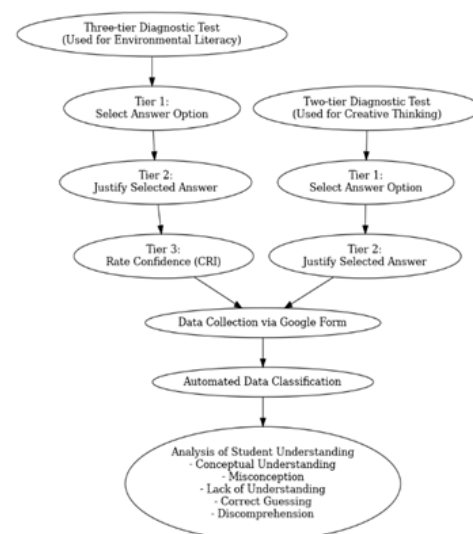 Three-tier Diagnostic Test
(Used for Environmental Literacy)
Tier 1:
Select Answer Option
Two-tier Diagnostic Test
(Used for Creative Thinking)
Tier 2:
Justify Selected Answer
Tier 1:
Select Answer Option
Tier 3:
Rate Confidence (CRI)
Tier 2:
Justify Selected Answer
Data Collection via Google Form
Automated Data Classification
Analysis of Student Understanding
- Conceptual Understanding
- Misconception
- Lack of Understanding
- Correct Guessing
- Discomprehension